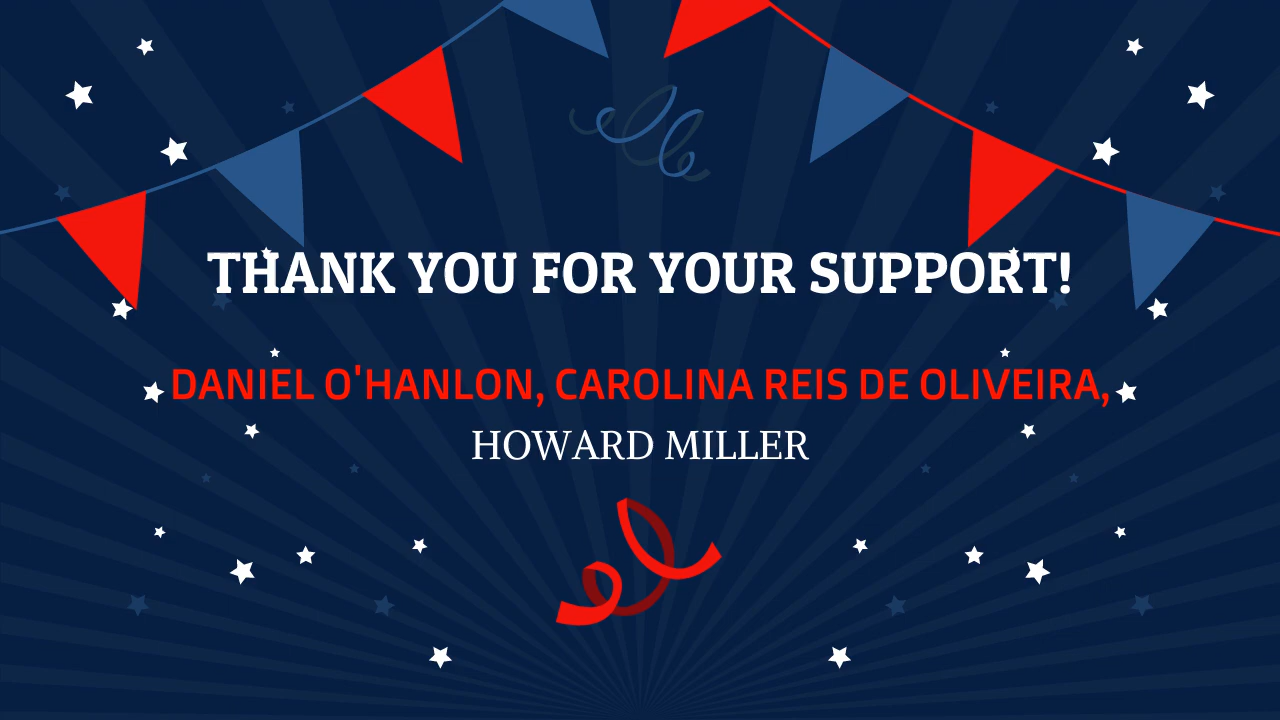 THANK YOU FOR YOUR SUPPORT!
DANIEL O'HANLON, CAROLINA REIS DE OLIVEIRA,
HOWARD MILLER